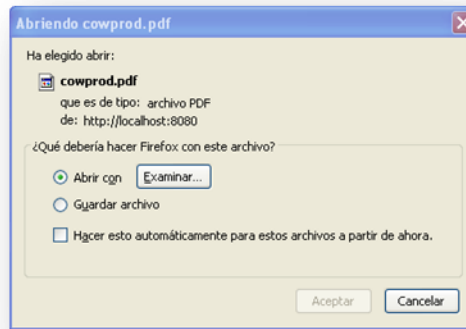 Abriendo cowprod.pdf
Ha elegido abrir:
cowprod.pdf
que es de tipo: archivo PDF
de: http://localhost:8080
¿Qué debería hacer Firefox con este archivo?
Abrir con Examinar...
Guardar archivo
Hacer esto automáticamente para estos archivos a partir de ahora.
Aceptar Cancelar